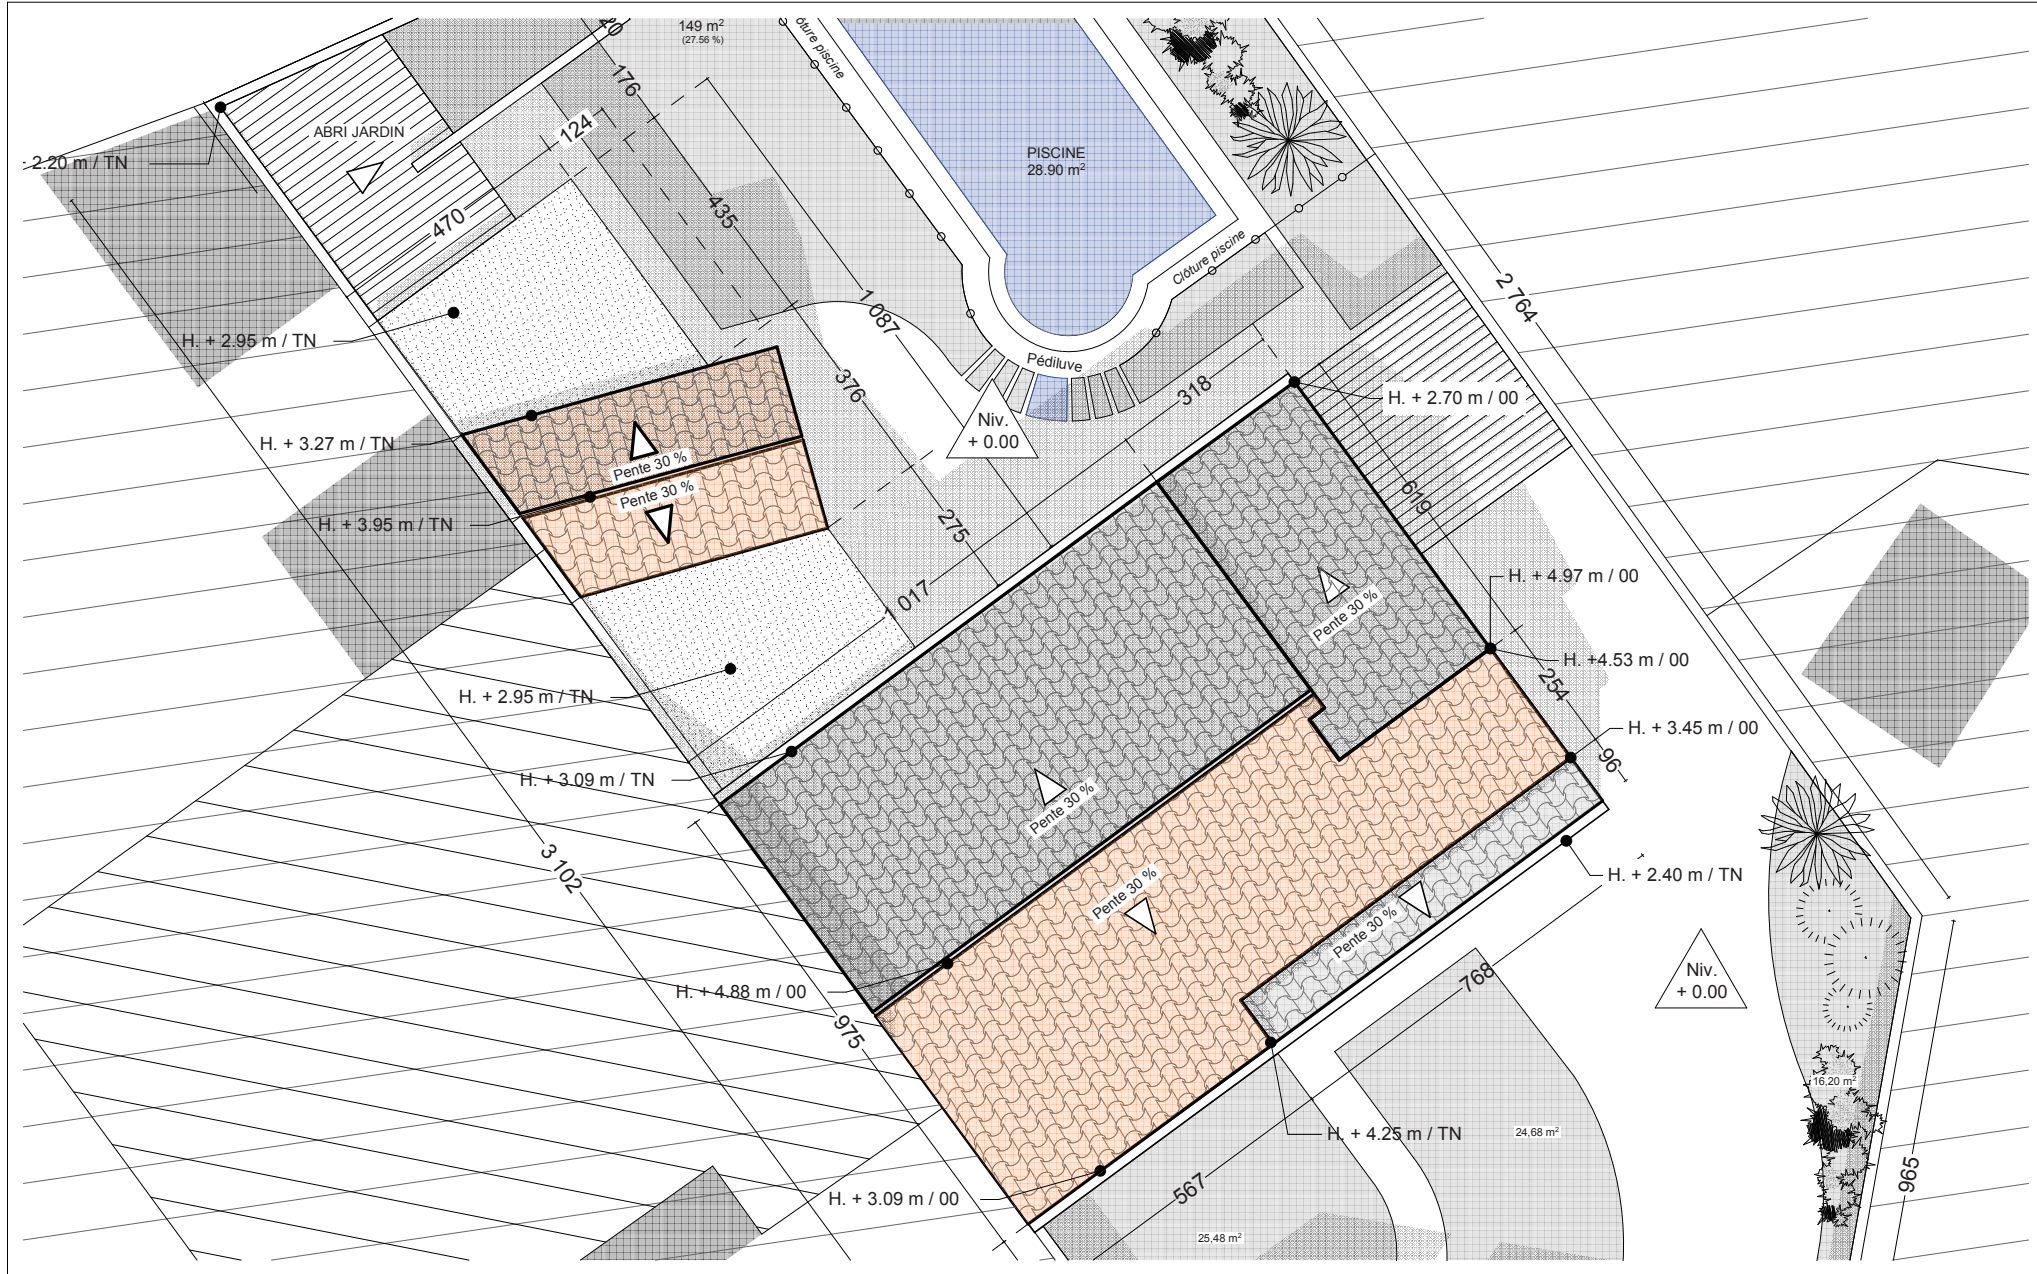 20
149 m²
(27.56 %)
ôture piscine
176
124
ABRI JARDIN
2.20 m / TN
470
435
PISCINE
28.90 m²
Clôture piscine
2 764
H. + 2.95 m / TN
1 087
Pédiluve
376
318
H. + 2.70 m / 00
Niv.
+ 0.00
H. + 3.27 m / TN
Pente 30 %
Pente 30 %
H. + 3.95 m / TN
275
619
H. + 4.97 m / 00
1 017
Pente 30 %
H. +4.53 m / 00
254
H. + 2.95 m / TN
H. + 3.45 m / 00
96
H. + 3.09 m / TN
Pente 30 %
3 102
H. + 2.40 m / TN
Pente 30 %
Pente 30 %
768
Niv.
+ 0.00
H. + 4.88 m / 00
975
16,20 m²
H. + 4.25 m / TN
24,68 m²
567
965
H. + 3.09 m / 00
25,48 m²